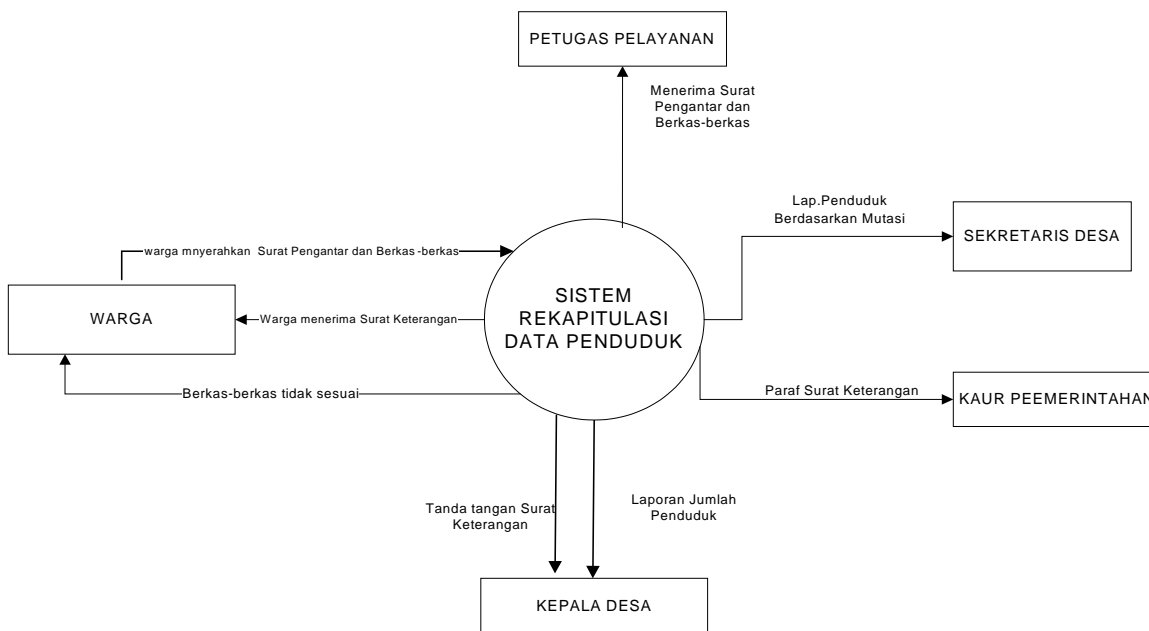 PETUGAS PELAYANAN
Menerima Surat
Pengantar dan
Berkas-berkas
Lap.Penduduk
Berdasarkan Mutasi
SEKRETARIS DESA
warga mnyerahkan Surat Pengantar dan Berkas-berkas
WARGA
Warga menerima Surat Keterangan
SISTEM
REKAPITULASI
DATA PENDUDUK
Berkas-berkas tidak sesuai
Paraf Surat Keterangan
KAUR PEEMERINTAHAN
Tanda tangan Surat
Keterangan
Laporan Jumlah
Penduduk
KEPALA DESA